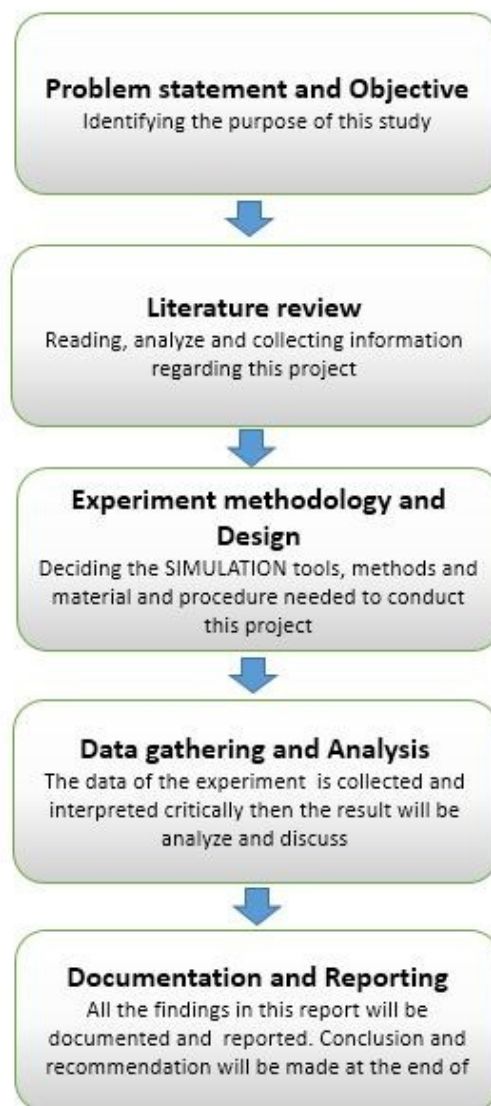 Problem statement and Objective
Identifying the purpose of this study
Literature review
Reading, analyze and collecting information
regarding this project
Experiment methodology and
Design
Deciding the SIMULATION tools, methods and
material and procedure needed to conduct
this project
Data gathering and Analysis
The data of the experiment is collected and
interpreted critically then the result will be
analyze and discuss
Documentation and Reporting
All the findings in this report will be
documented and reported. Conclusion and
recommendation will be made at the end of